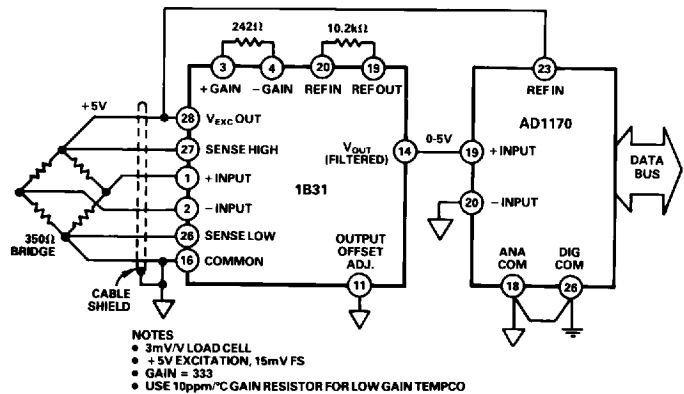 242Ω
10.2kΩ
3
4
20
19
23
+ GAIN
– GAIN
REF IN
REF OUT
REF IN
+5V
28
VEXC OUT
AD1170
27
SENSE HIGH
VOUT
(FILTERED)
14
0-5V
19
+ INPUT
DATA
BUS
1
+ INPUT
1B31
2
– INPUT
20
– INPUT
350Ω
BRIDGE
26
SENSE LOW
16
COMMON
OUTPUT
OFFSET
ADJ.
ANA
COM
DIG
COM
CABLE
SHIELD
11
18
26
NOTES
● 3mV/V LOAD CELL
● +5V EXCITATION, 15mV FS
● GAIN = 333
● USE 10ppm/°C GAIN RESISTOR FOR LOW GAIN TEMPCO